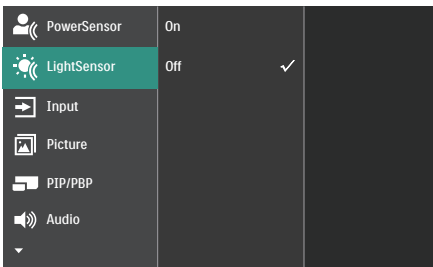 PowerSensor
On
LightSensor
Off
Input
Picture
PIP/PBP
Audio